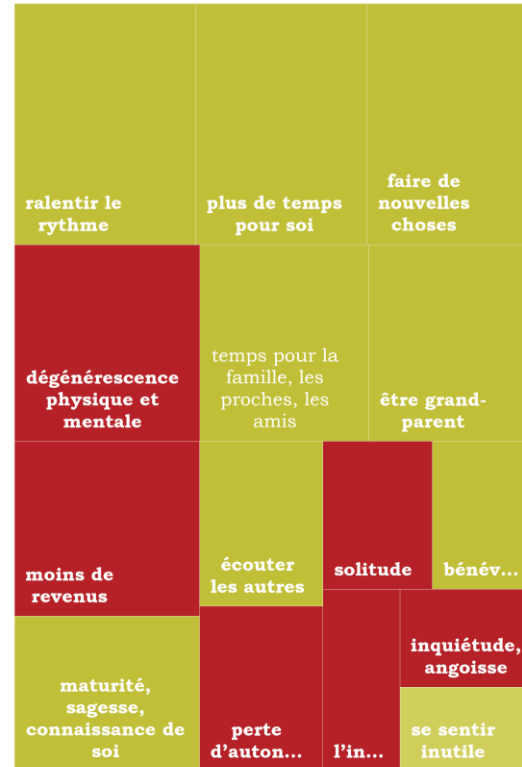 ralentir le
rythme
plus de temps
pour soi
faire de
nouvelles
choses
dégénérescence
physique et
mentale
temps pour la
famille, les
proches, les
amis
être grand-
parent
moins de
revenus
écouter
les autres
solitude
bénév...
maturité,
sagesse,
connaissance de
soi
perte
d'auton...
l'in...
inquiétude,
angoisse
se sentir
inutile